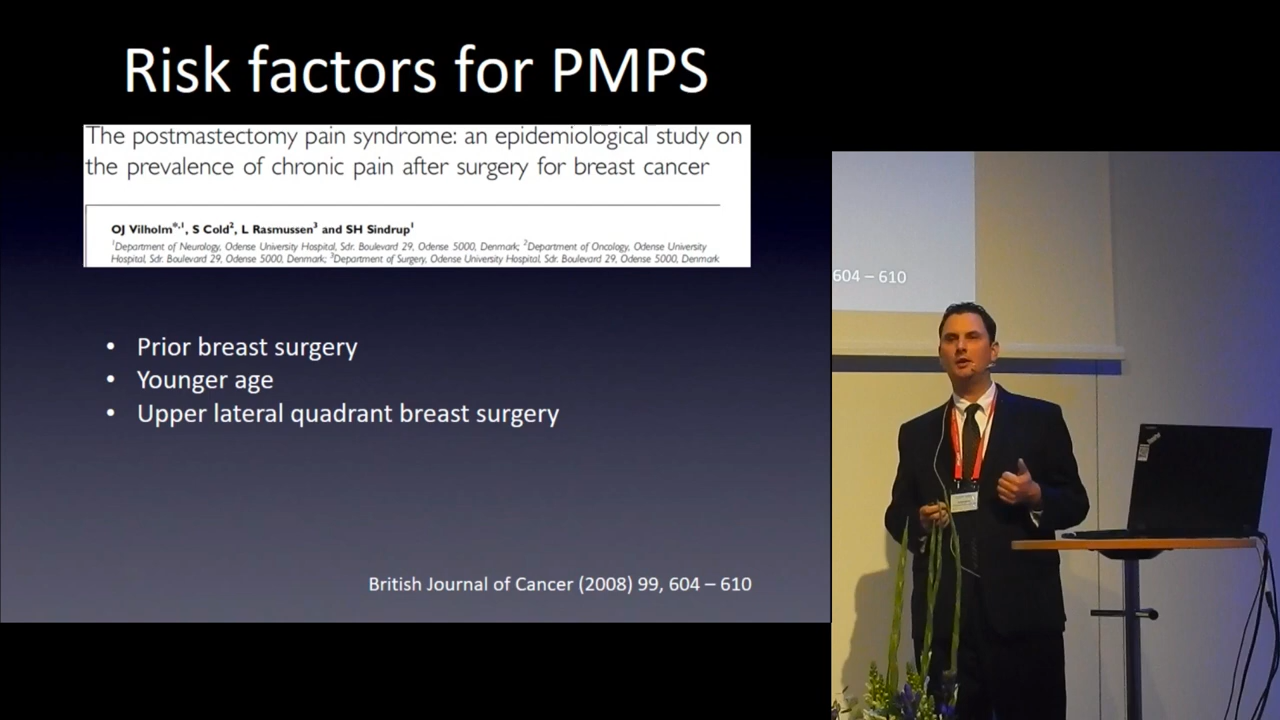 Risk factors for PMPS
The postmastectomy pain syndrome: an epidemiological study on
the prevalence of chronic pain after surgery for breast cancer
OJ Vilholm*,1, S Cold2, L Rasmussen3 and SH Sindrup1
1Department of Neurology, Odense University Hospital, Sdr. Boulevard 29, Odense 5000, Denmark; 2Department of Oncology, Odense University
Hospital, Sdr. Boulevard 29, Odense 5000, Denmark; 3Department of Surgery, Odense University Hospital, Sdr. Boulevard 29, Odense 5000, Denmark
• Prior breast surgery
• Younger age
• Upper lateral quadrant breast surgery
British Journal of Cancer (2008) 99, 604 – 610
604 – 610